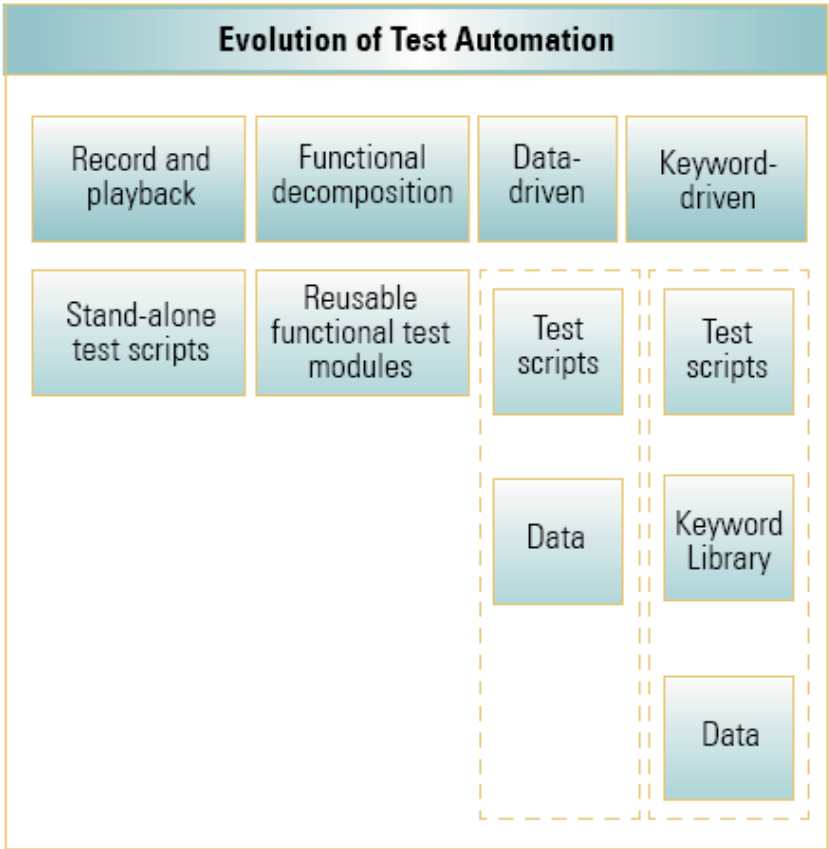 Evolution of Test Automation
Record and
playback
Functional
decomposition
Data-
driven
Keyword-
driven
Stand-alone
test scripts
Reusable
functional test
modules
Test
scripts
Test
scripts
Data
Keyword
Library
Data